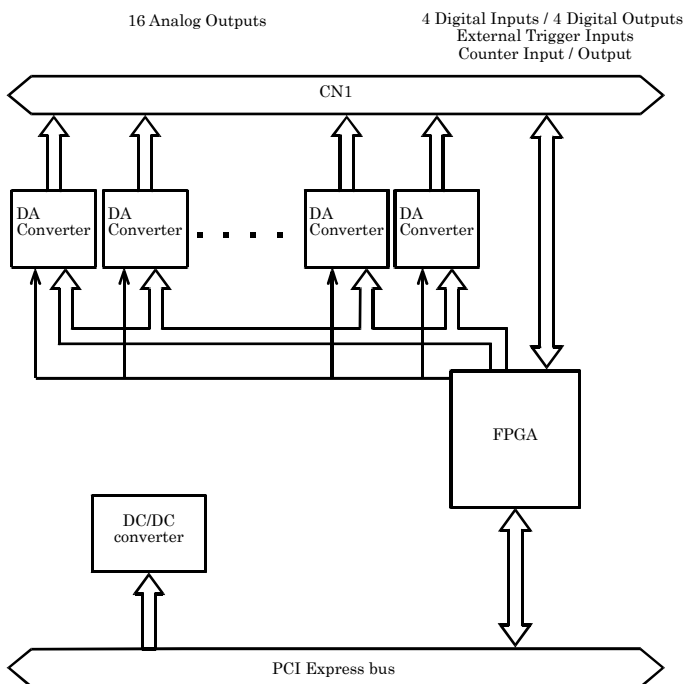 16 Analog Outputs
4 Digital Inputs / 4 Digital Outputs
External Trigger Inputs
Counter Input / Output
CN1
DA
Converter
DA
Converter
DA
Converter
DA
Converter
FPGA
DC/DC
converter
PCI Express bus